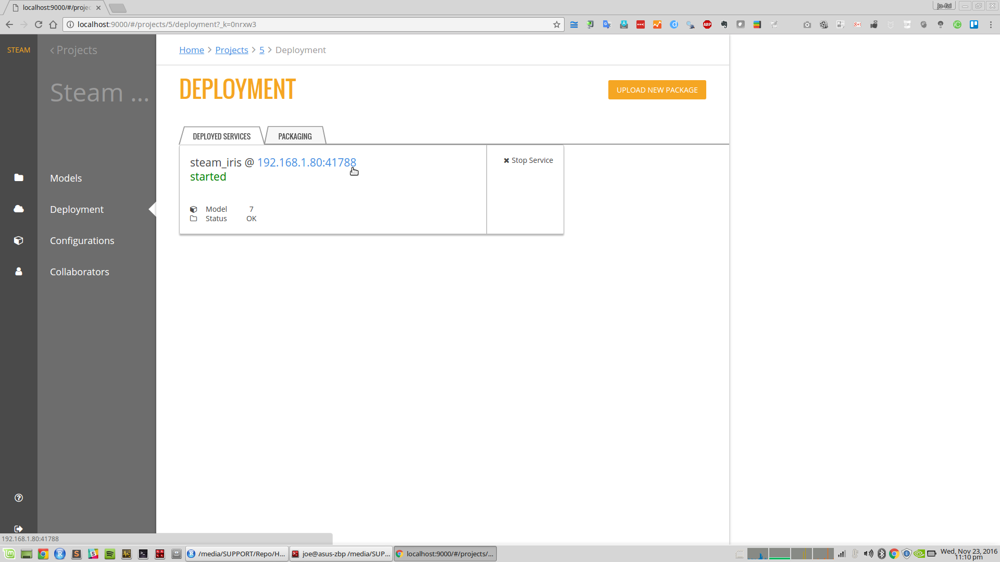 localhost:9000/#/projec
Jo-fai
localhost:9000/#/projects/5/deployment?_k=0nrxw3
STEAM
Projects
Steam ...
Models
Deployment
Configurations
Collaborators
Home > Projects > 5 > Deployment
DEPLOYMENT
UPLOAD NEW PACKAGE
DEPLOYED SERVICES
PACKAGING
steam_iris @ 192.168.1.80:41788
started
Model 7
Status OK
Stop Service
192.168.1.80:41788
/media/SUPPORT/Repo/H...
joe@asus-zbp /media/SUP...
localhost:9000/#/projects/...
Wed, Nov 23, 2016
11:10 pm